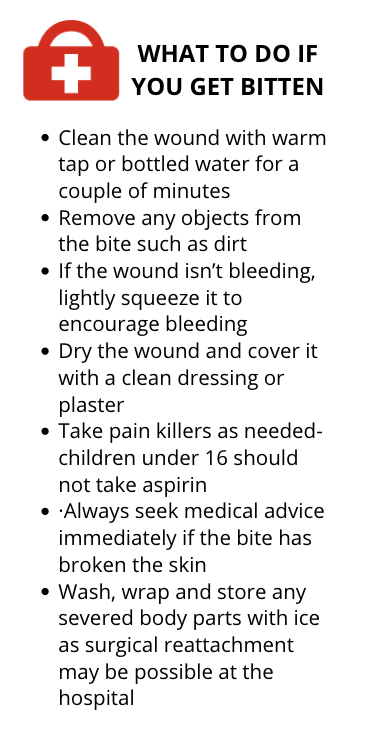 WHAT TO DO IF
YOU GET BITTEN
• Clean the wound with warm
tap or bottled water for a
couple of minutes
• Remove any objects from
the bite such as dirt
• If the wound isn’t bleeding,
lightly squeeze it to
encourage bleeding
• Dry the wound and cover it
with a clean dressing or
plaster
• Take pain killers as needed-
children under 16 should
not take aspirin
• ·Always seek medical advice
immediately if the bite has
broken the skin
• Wash, wrap and store any
severed body parts with ice
as surgical reattachment
may be possible at the
hospital